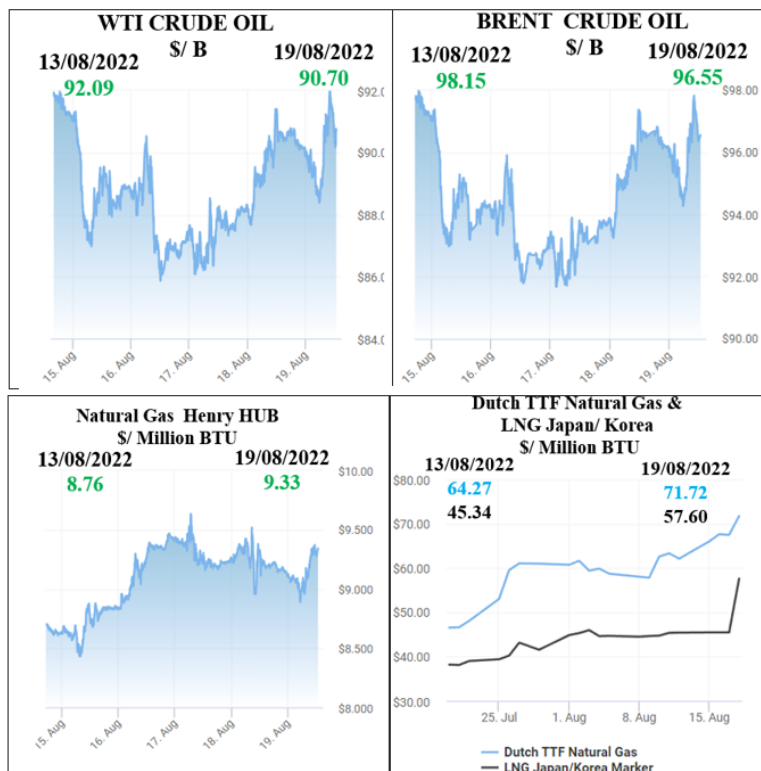 WTI CRUDE OIL
$/ B
13/08/2022
92.09
19/08/2022
90.70
$92.0
$90.0
$88.0
$86.0
$84.0
15. Aug
16. Aug
17. Aug
18. Aug
19. Aug
BRENT CRUDE OIL
$/ B
13/08/2022
98.15
19/08/2022
96.55
$98.00
$96.00
$94.00
$92.00
$90.00
15. Aug
16. Aug
17. Aug
18. Aug
19. Aug
Natural Gas Henry HUB
$/ Million BTU
13/08/2022
8.76
19/08/2022
9.33
$10.00
$9.500
$9.000
$8.500
$8.000
15. Aug
16. Aug
17. Aug
18. Aug
19. Aug
Dutch TTF Natural Gas &
LNG Japan/ Korea
$/ Million BTU
13/08/2022
64.27
45.34
19/08/2022
71.72
57.60
$80.00
$70.00
$60.00
$50.00
$40.00
$30.00
25. Jul
1. Aug
8. Aug
15. Aug
Dutch TTF Natural Gas
LNG Japan/Korea Marker